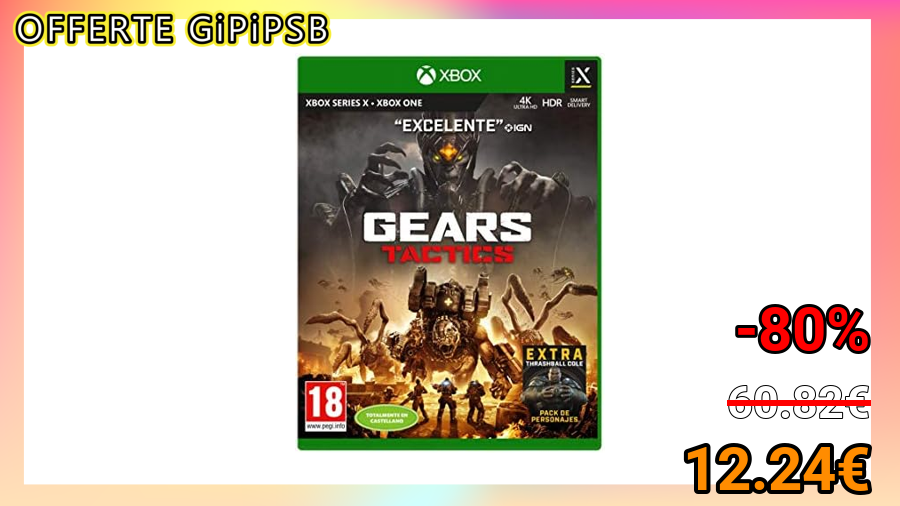 OFFERTE GiPiPSB
XBOX
SERIES X
XBOX SERIES X • XBOX ONE
4K ULTRA HD HDR SMART DELIVERY
“EXCELENTE” IGN
GEARS
TACTICS
-80%
EXTRA
THRASHBALL COLE
18
www.pegi.info
TOTALMENTE EN
CASTELLANO
PACK DE
PERSONAJES
60.82€
12.24€